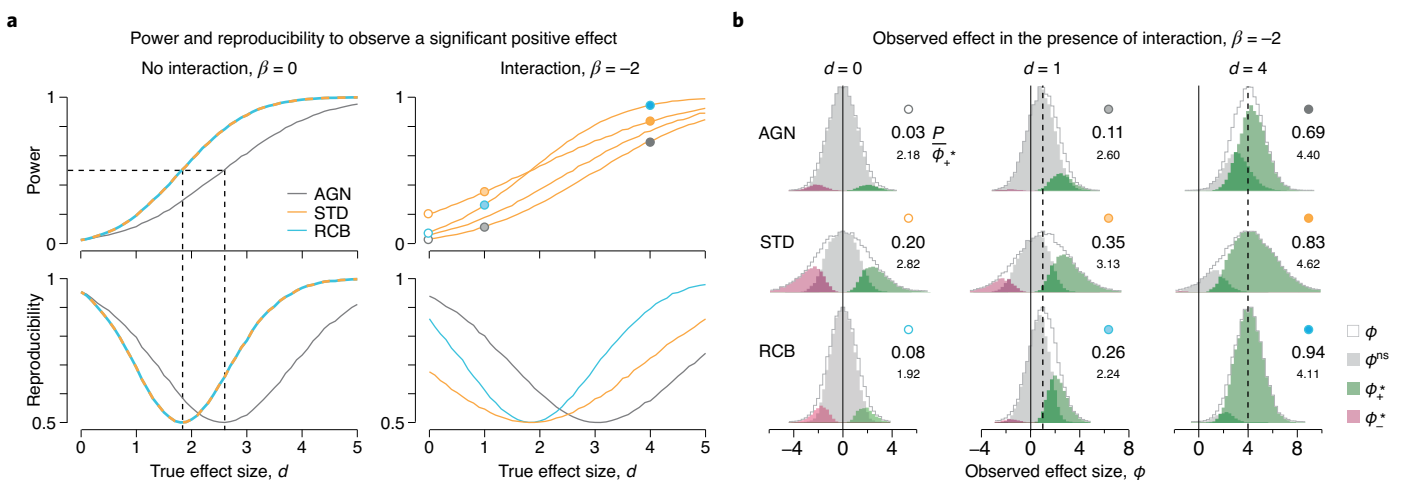 a
Power and reproducibility to observe a significant positive effect
No interaction, β = 0
Interaction, β = –2
1
Power
0
AGN
STD
RCB
1
0
1
Reproducibility
0.5
0 1 2 3 4 5
True effect size, d
1
0.5
0 1 2 3 4 5
True effect size, d
b
Observed effect in the presence of interaction, β = –2
d = 0 d = 1 d = 4
AGN
0.03 P
2.18 ϕ₊*
0.11
2.60
0.69
4.40
STD
0.20
2.82
0.35
3.13
0.83
4.62
RCB
0.08
1.92
0.26
2.24
0.94
4.11
–4 0 4
–4 0 4 8
0 4 8
Observed effect size, ϕ
ϕ
ϕⁿˢ
ϕ₊*
ϕ₋*